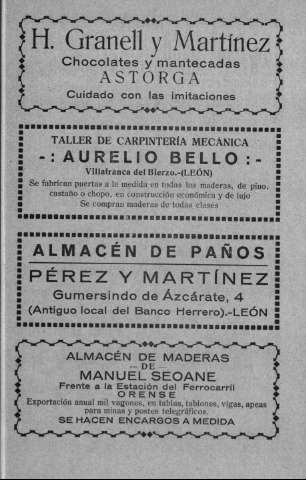 H. Granell y Martínez
Chocolates y mantecadas
ASTORGA
Cuidado con las imitaciones
TALLER DE CARPINTERÍA MECÁNICA
-: AURELIO BELLO :-
Villafranca del Bierzo.-(LEÓN)
Se fabrican puertas a la medida en todas las maderas, de pino,
castaño o chopo, en construcción económica y de lujo
Se compran maderas de todas clases
ALMACÉN DE PAÑOS
PÉREZ Y MARTÍNEZ
Gumersindo de Azcárate, 4
(Antiguo local del Banco Herrero).-LEÓN
ALMACÉN DE MADERAS
— DE —
MANUEL SEOANE
Frente a la Estación del Ferrocarril
ORENSE
Exportación anual mil vagones, en tablas, tablones, vigas, apeas
para minas y postes telegráficos.
SE HACEN ENCARGOS A MEDIDA